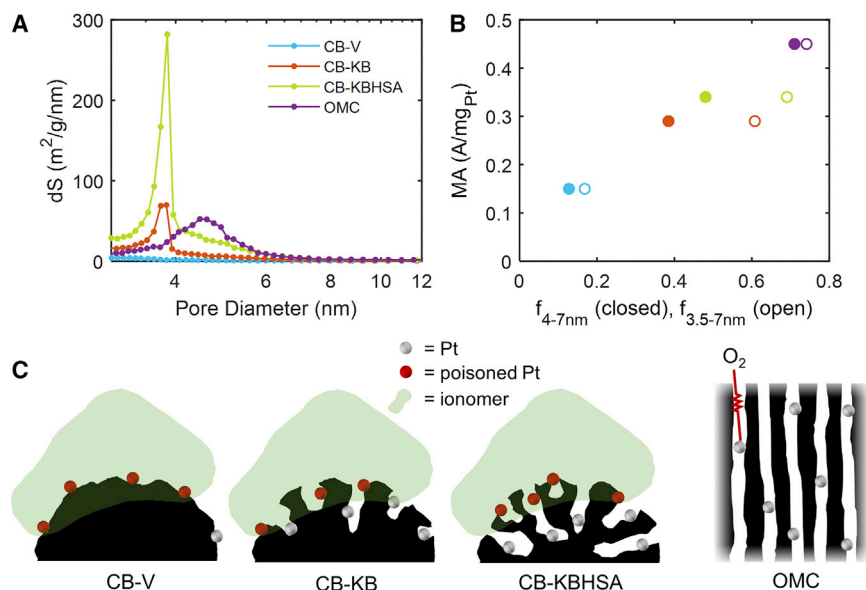 A
dS (m²/g/nm)
300
200
100
0
4
6
8
10
12
Pore Diameter (nm)
CB-V
CB-KB
CB-KBHSA
OMC
B
MA (A/mg_Pt)
0.5
0.4
0.3
0.2
0.1
0
0
0.2
0.4
0.6
0.8
f_4-7nm (closed), f_3.5-7nm (open)
C
= Pt
= poisoned Pt
= ionomer
O₂
CB-V
CB-KB
CB-KBHSA
OMC